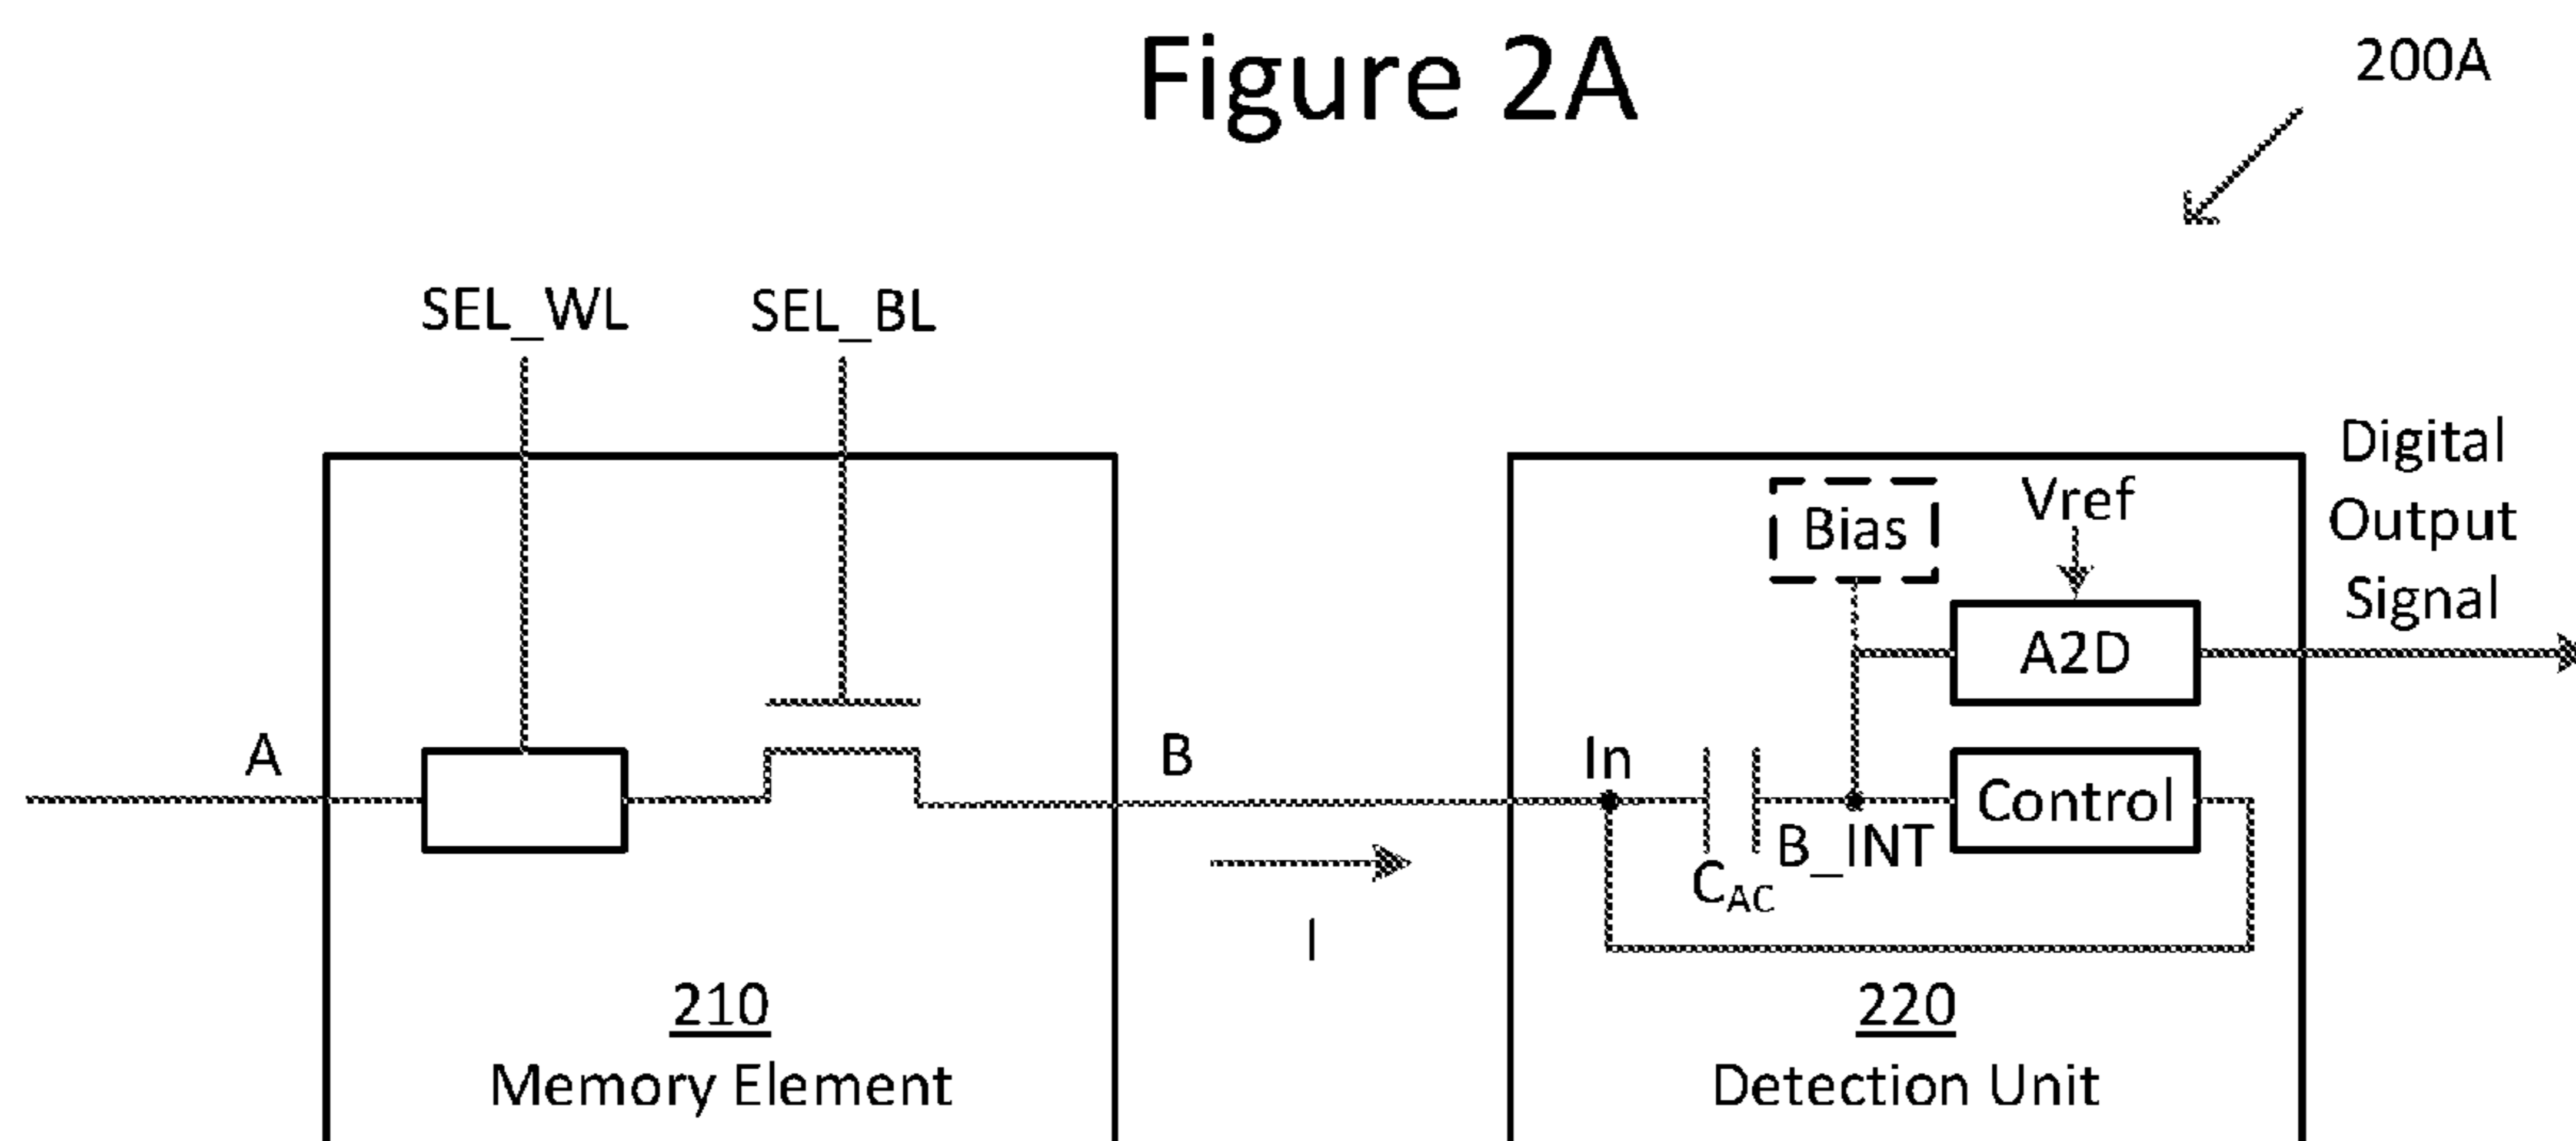 Figure 2A
200A
SEL_WL
SEL_BL
Digital
Output
Signal
Bias
Vref
A2D
A
B
In
Control
B_INT
CAC
I
210
Memory Element
220
Detection Unit